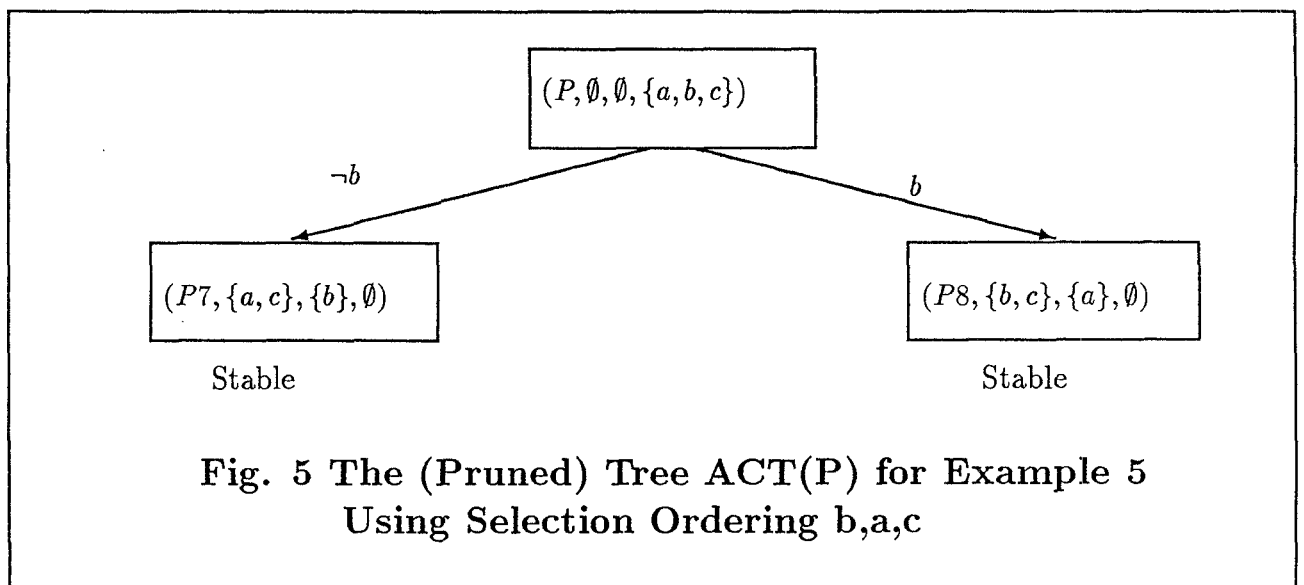 (P, ∅, ∅, {a, b, c})
¬b
b
(P7, {a, c}, {b}, ∅)
(P8, {b, c}, {a}, ∅)
Stable
Stable
Fig. 5 The (Pruned) Tree ACT(P) for Example 5
Using Selection Ordering b,a,c